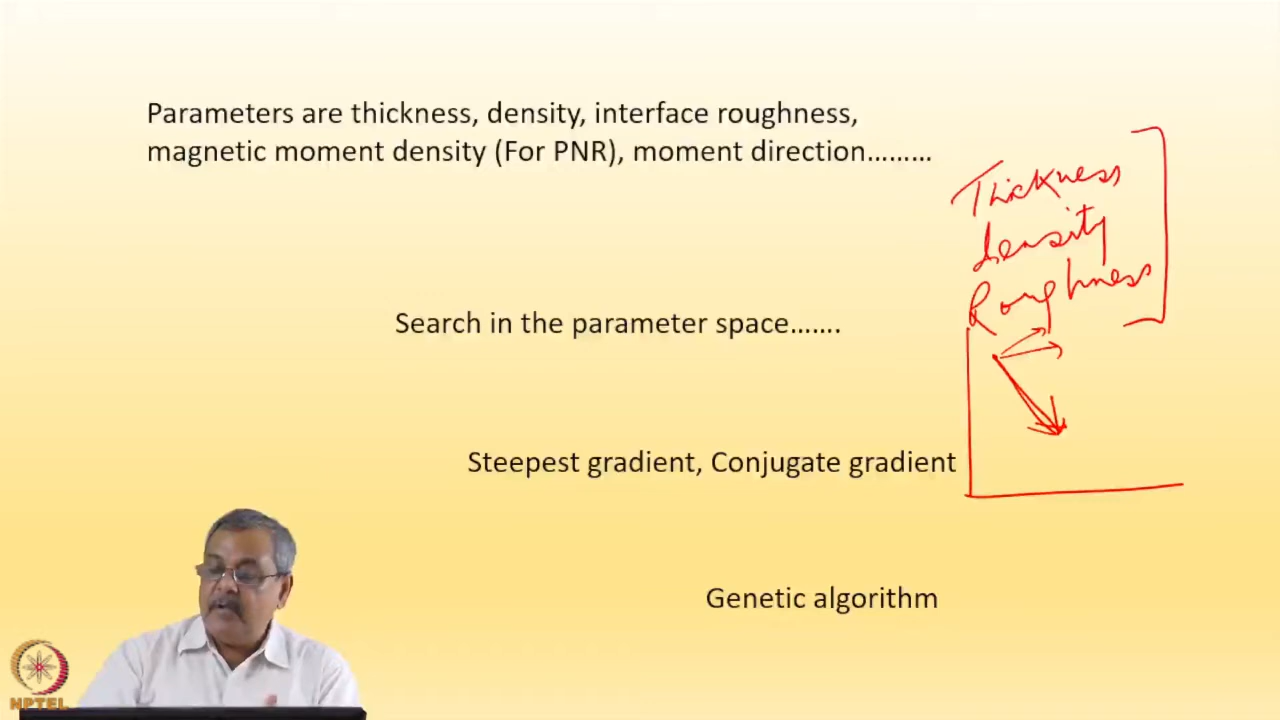 Parameters are thickness, density, interface roughness,
magnetic moment density (For PNR), moment direction.........
Thickness
density
Roughness
Search in the parameter space.......
Steepest gradient, Conjugate gradient
Genetic algorithm
NPTEL